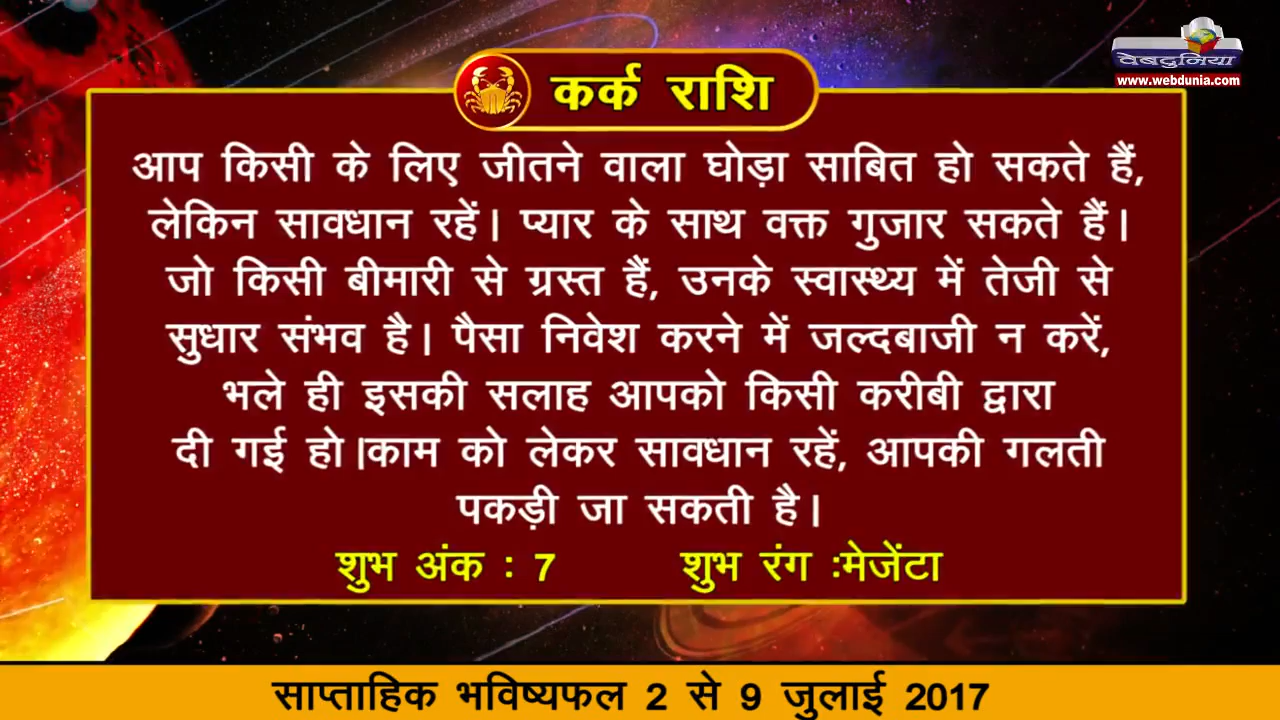 वेबदुनिया
www.webdunia.com
कर्क राशि
आप किसी के लिए जीतने वाला घोड़ा साबित हो सकते हैं,
लेकिन सावधान रहें। प्यार के साथ वक्त गुजार सकते हैं।
जो किसी बीमारी से ग्रस्त हैं, उनके स्वास्थ्य में तेजी से
सुधार संभव है। पैसा निवेश करने में जल्दबाजी न करें,
भले ही इसकी सलाह आपको किसी करीबी द्वारा
दी गई हो।काम को लेकर सावधान रहें, आपकी गलती
पकड़ी जा सकती है।
शुभ अंक : 7 शुभ रंग :मेजेंटा
साप्ताहिक भविष्यफल 2 से 9 जुलाई 2017